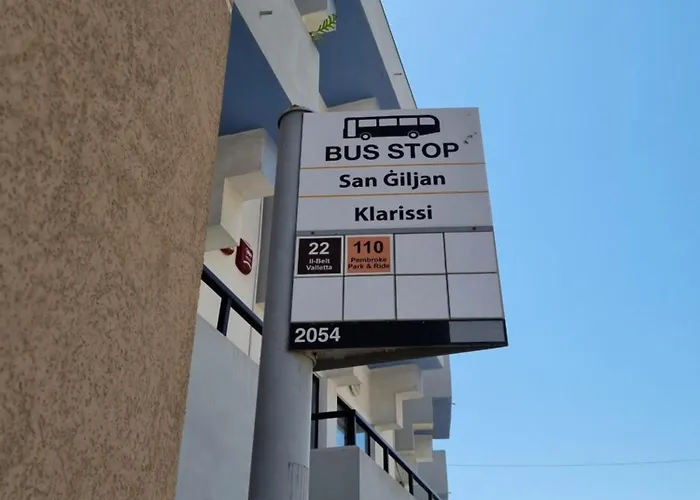 BUS STOP
San Ġiljan
Klarissi
22
Il-Belt
Valletta
110
Pembroke
Park & Ride
2054